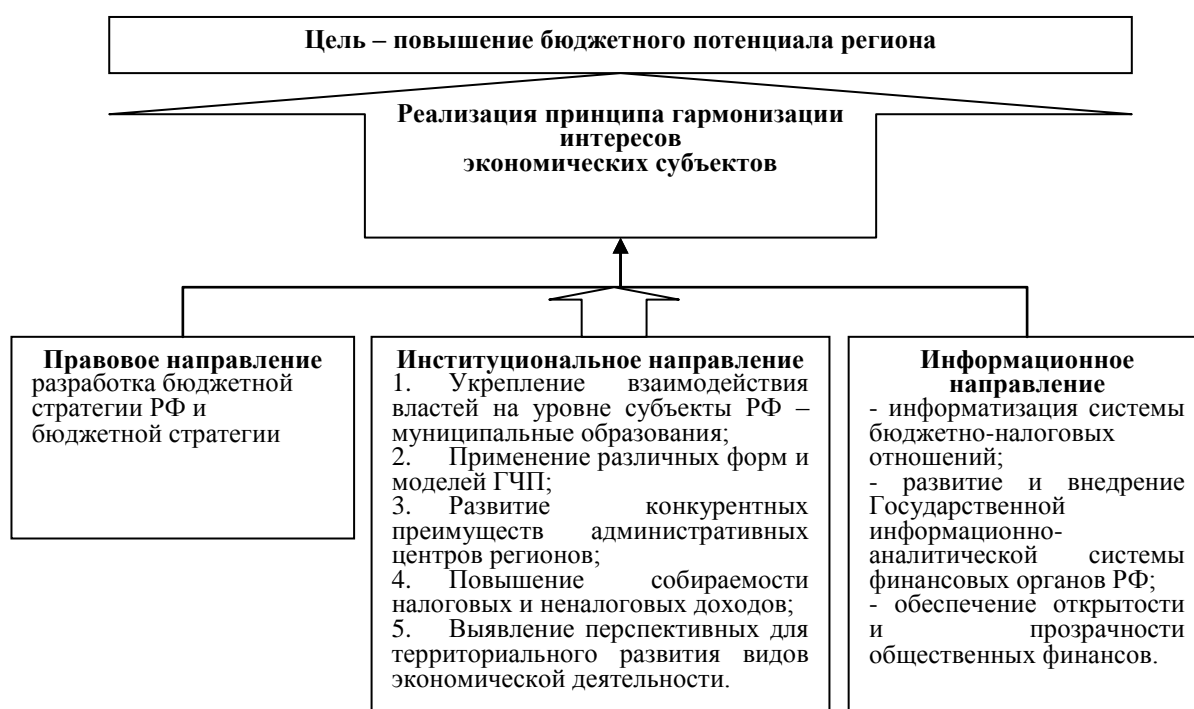 Цель – повышение бюджетного потенциала региона
Реализация принципа гармонизации
интересов
экономических субъектов
Правовое направление
разработка бюджетной
стратегии РФ и
бюджетной стратегии
Институциональное направление
1. Укрепление взаимодействия
властей на уровне субъекты РФ –
муниципальные образования;
2. Применение различных форм и
моделей ГЧП;
3. Развитие конкурентных
преимуществ административных
центров регионов;
4. Повышение собираемости
налоговых и неналоговых доходов;
5. Выявление перспективных для
территориального развития видов
экономической деятельности.
Информационное
направление
- информатизация системы
бюджетно-налоговых
отношений;
- развитие и внедрение
Государственной
информационно-
аналитической системы
финансовых органов РФ;
- обеспечение открытости
и прозрачности
общественных финансов.